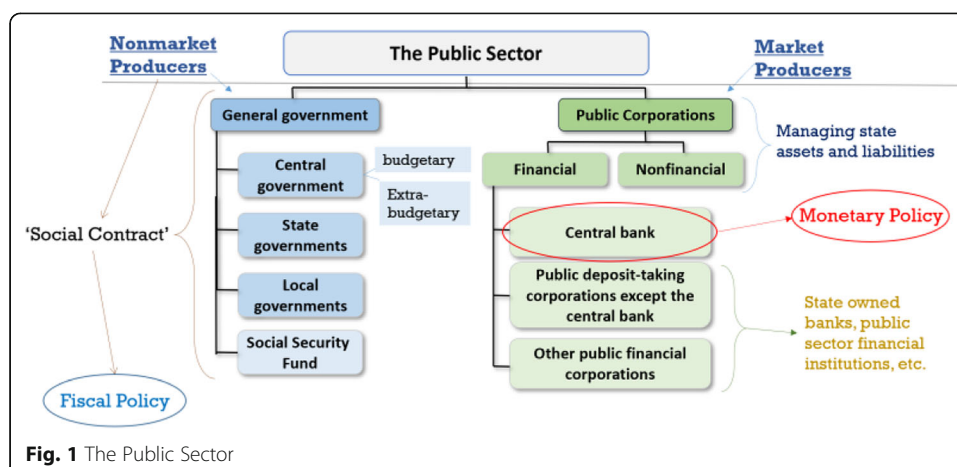 Nonmarket
Producers
The Public Sector
Market
Producers
General government
Public Corporations
Central
government
budgetary
Extra-
budgetary
Financial
Nonfinancial
Managing state
assets and liabilities
'Social Contract'
State
governments
Central bank
Monetary Policy
Local
governments
Public deposit-taking
corporations except the
central bank
State owned
banks, public
sector financial
institutions, etc.
Social Security
Fund
Other public financial
corporations
Fiscal Policy
Fig. 1 The Public Sector